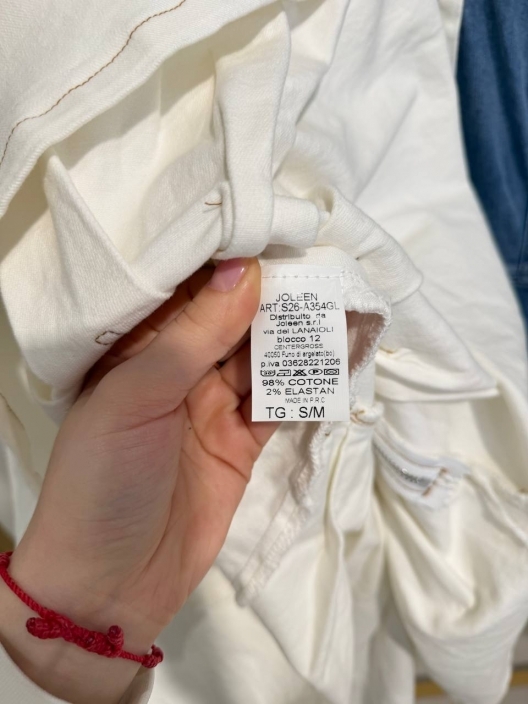 JOLEEN
ART:S26-A354GL
Distribuito da
Joleen s.r.l
via dei LANAIOLI
blocco 12
CENTERGROSS
40050 Funo di argelato(bo)
p.iva 03628221206
98% COTONE
2% ELASTAN
MADE IN P.R.C
TG : S/M